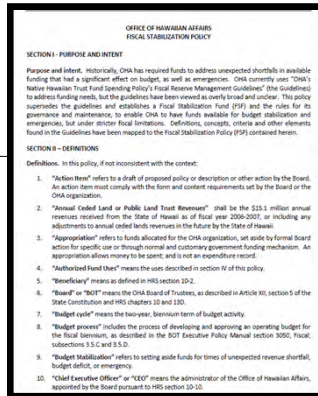 OFFICE OF HAWAIIAN AFFAIRS
FISCAL STABILIZATION POLICY
SECTION I - PURPOSE AND INTENT
Purpose and intent. Historically, OHA has required funds to address unexpected shortfalls in available
funding that had a significant effect on budget, as well as emergencies. OHA currently uses "OHA's
Native Hawaiian Trust Fund Spending Policy's Fiscal Reserve Management Guidelines" (the Guidelines)
to address funding needs, but the guidelines have been viewed as overly broad and unclear. This policy
supersedes the guidelines and establishes a Fiscal Stabilization Fund (FSF) and the rules for its
governance and maintenance, to enable OHA to have funds available for budget stabilization and
emergencies, but under stricter fiscal limitations. Definitions, concepts, criteria and other elements
found in the Guidelines have been mapped to the Fiscal Stabilization Policy (FSP) contained herein.
SECTION II – DEFINITIONS
Definitions. In this policy, if not inconsistent with the context:
1. "Action Item" refers to a draft of proposed policy or description or other action by the Board.
An action item must comply with the form and content requirements set by the Board or the
OHA organization.
2. "Annual Ceded Land or Public Land Trust Revenues" shall be the $15.1 million annual
revenues received from the State of Hawaii as of fiscal year 2006-2007, or including any
adjustments to annual ceded lands revenues in the future by the State of Hawaii.
3. "Appropriation" refers to funds allocated for the OHA organization, set aside by formal Board
action for specific use or through normal and customary government funding mechanism. An
appropriation allows money to be spent; and is not an expenditure record.
4. "Authorized Fund Uses" means the uses described in section IV of this policy.
5. "Beneficiary" means as defined in HRS section 10-2.
6. "Board" or "BOT" means the OHA Board of Trustees, as described in Article XII, section 5 of the
State Constitution and HRS chapters 10 and 13D.
7. "Budget cycle" means the two-year, biennium term of budget activity.
8. "Budget process" includes the process of developing and approving an operating budget for
the fiscal biennium, as described in the BOT Executive Policy Manual section 3050, Fiscal;
subsections 3.5.C and 3.5.D.
9. "Budget Stabilization" refers to setting aside funds for times of unexpected revenue shortfall,
budget deficit, or emergency.
10. "Chief Executive Officer" or "CEO" means the administrator of the Office of Hawaiian Affairs,
appointed by the Board pursuant to HRS section 10-10.